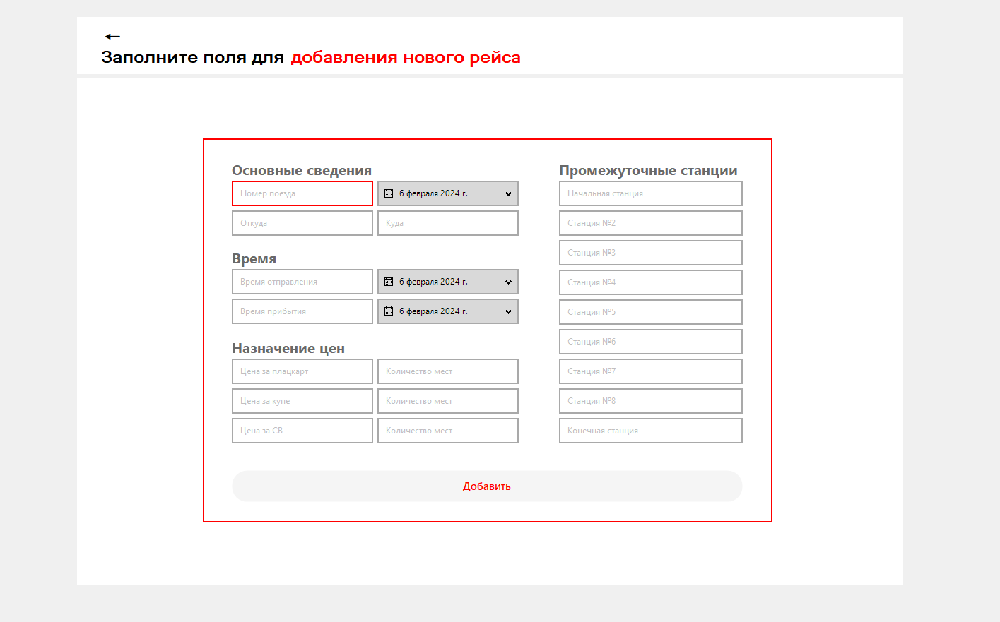 Заполните поля для добавления нового рейса
Основные сведения
Номер поезда
6 февраля 2024 г.
Откуда
Куда
Время
Время отправления
6 февраля 2024 г.
Время прибытия
6 февраля 2024 г.
Назначение цен
Цена за плацкарт
Количество мест
Цена за купе
Количество мест
Цена за СВ
Количество мест
Промежуточные станции
Начальная станция
Станция №2
Станция №3
Станция №4
Станция №5
Станция №6
Станция №7
Станция №8
Конечная станция
Добавить